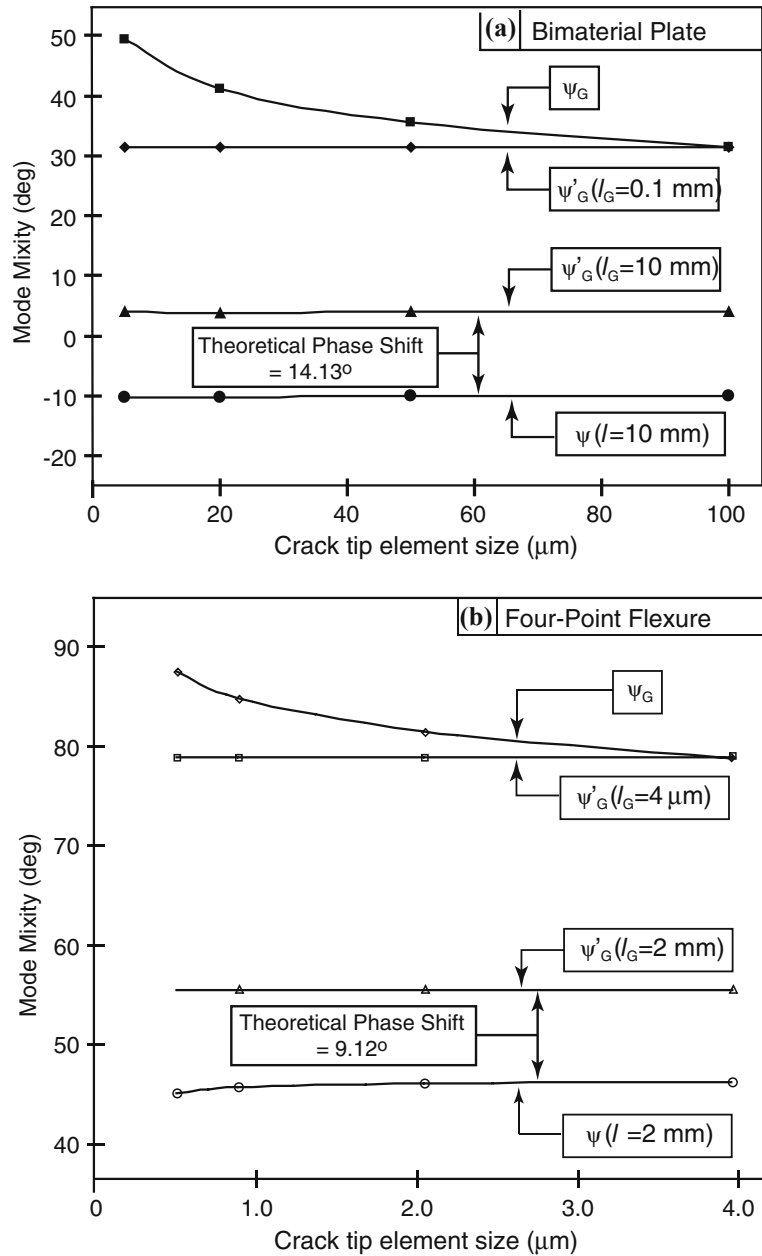 (a) Bimaterial Plate
50
40
30
20
10
0
-10
-20
Mode Mixity (deg)
ψG
ψ'G(lG=0.1 mm)
ψ'G(lG=10 mm)
Theoretical Phase Shift
= 14.13º
ψ(l=10 mm)
0 20 40 60 80 100
Crack tip element size (μm)
(b) Four-Point Flexure
90
80
70
60
50
40
Mode Mixity (deg)
ψG
ψ'G(lG=4 μm)
ψ'G(lG=2 mm)
Theoretical Phase Shift
= 9.12º
ψ(l =2 mm)
0 1.0 2.0 3.0 4.0
Crack tip element size (μm)